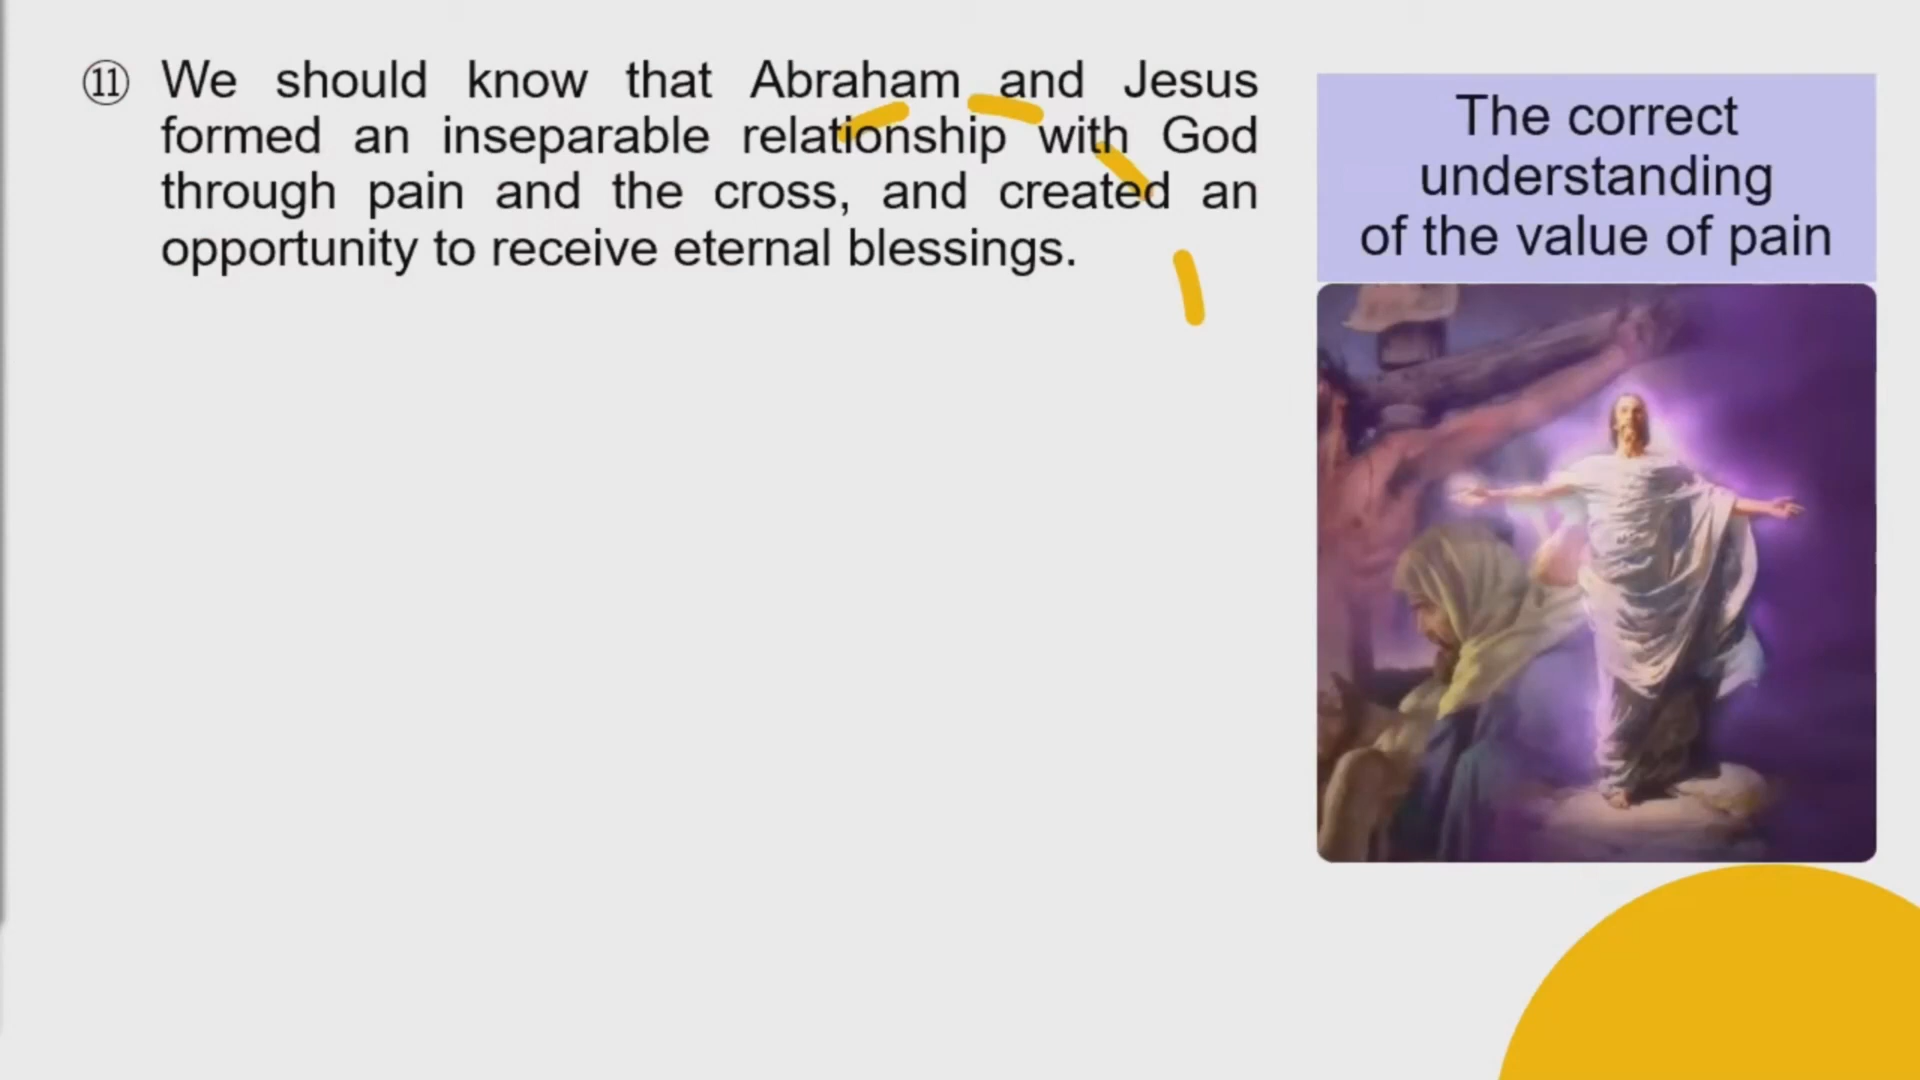 ⑪ We should know that Abraham and Jesus
formed an inseparable relationship with God
through pain and the cross, and created an
opportunity to receive eternal blessings.
The correct
understanding
of the value of pain